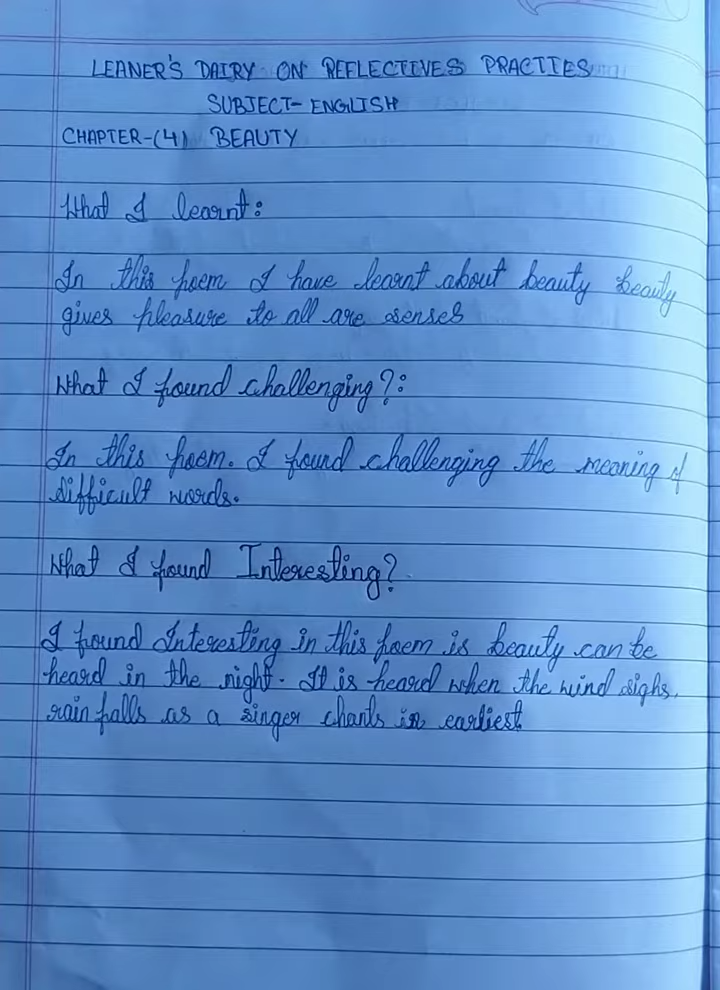 LEANER'S DAIRY ON REFLECTIVES PRACTIES
SUBJECT- ENGLISH
CHAPTER-(4) BEAUTY
What I learnt:
In this poem I have learnt about beauty beauty
gives pleasure to all are senses
What I found challenging?:
In this poem. I found challenging the meaning of
difficult words.
What I found Interesting?
I found Interesting in this poem is beauty can be
heard in the night. It is heard when the wind sighs,
rain falls as a singer chants in earliest